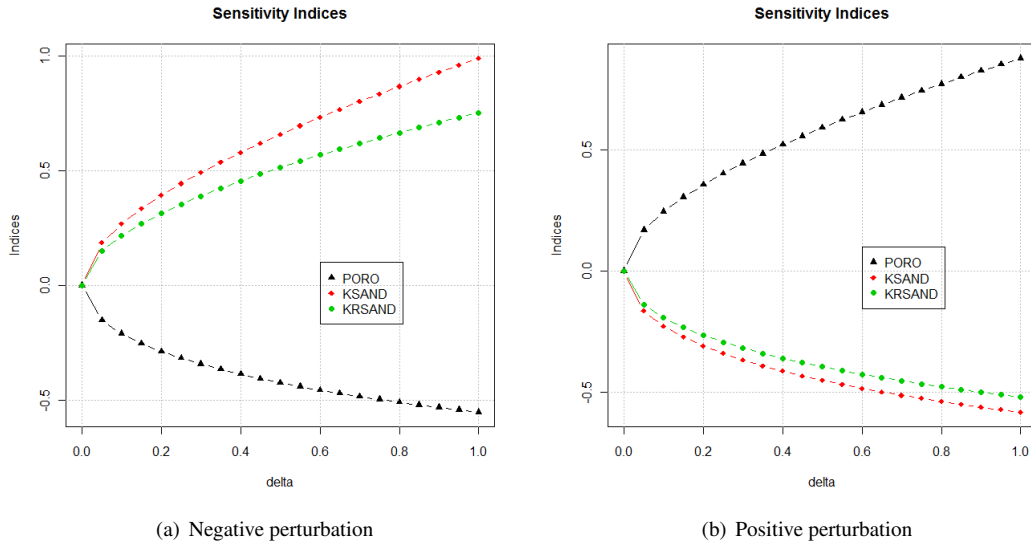 Sensitivity Indices
Indices
1.0
0.5
0.0
-0.5
PORO
KSAND
KRSAND
0.0 0.2 0.4 0.6 0.8 1.0
delta
(a) Negative perturbation
Sensitivity Indices
Indices
0.5
0.0
-0.5
PORO
KSAND
KRSAND
0.0 0.2 0.4 0.6 0.8 1.0
delta
(b) Positive perturbation